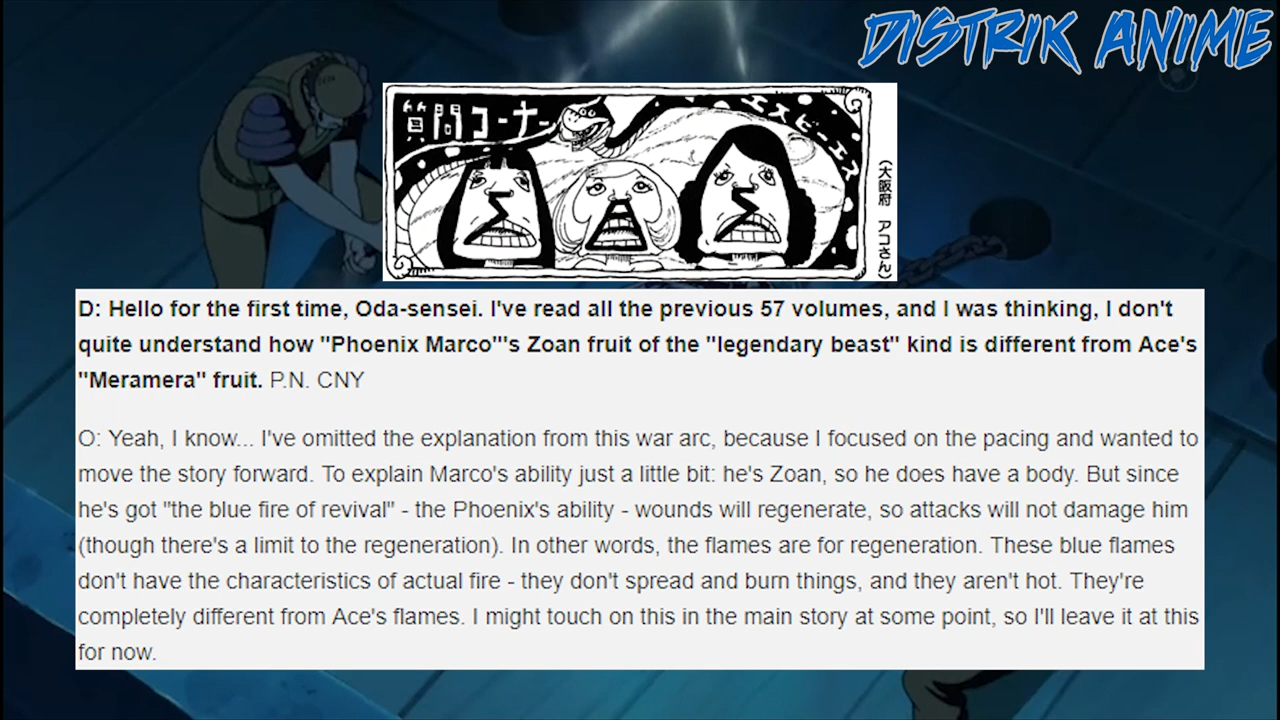 DISTRIK ANIME
質問コーナー
エスビーエス
(大阪府 アコさん)
D: Hello for the first time, Oda-sensei. I've read all the previous 57 volumes, and I was thinking, I don't
quite understand how "Phoenix Marco"'s Zoan fruit of the "legendary beast" kind is different from Ace's
"Meramera" fruit. P.N. CNY
O: Yeah, I know... I've omitted the explanation from this war arc, because I focused on the pacing and wanted to
move the story forward. To explain Marco's ability just a little bit: he's Zoan, so he does have a body. But since
he's got "the blue fire of revival" - the Phoenix's ability - wounds will regenerate, so attacks will not damage him
(though there's a limit to the regeneration). In other words, the flames are for regeneration. These blue flames
don't have the characteristics of actual fire - they don't spread and burn things, and they aren't hot. They're
completely different from Ace's flames. I might touch on this in the main story at some point, so I'll leave it at this
for now.